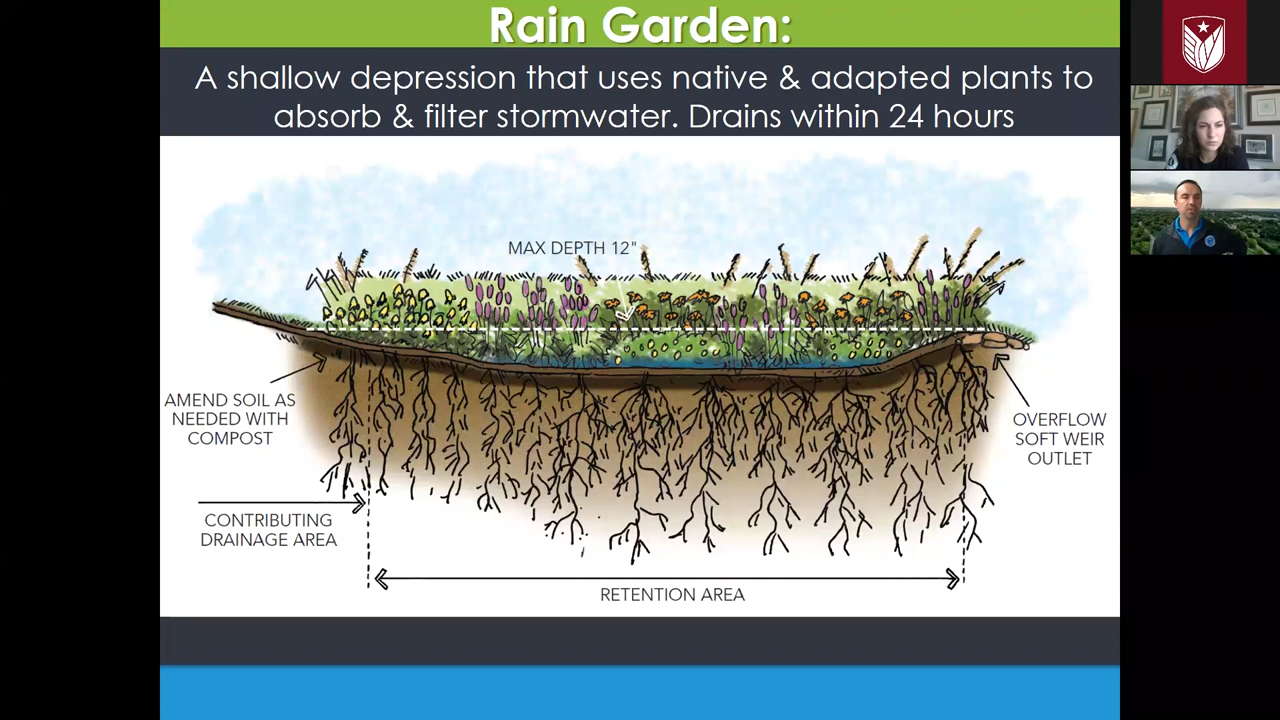 Rain Garden:
A shallow depression that uses native & adapted plants to
absorb & filter stormwater. Drains within 24 hours
MAX DEPTH 12"
AMEND SOIL AS
NEEDED WITH
COMPOST
OVERFLOW
SOFT WEIR
OUTLET
CONTRIBUTING
DRAINAGE AREA
RETENTION AREA